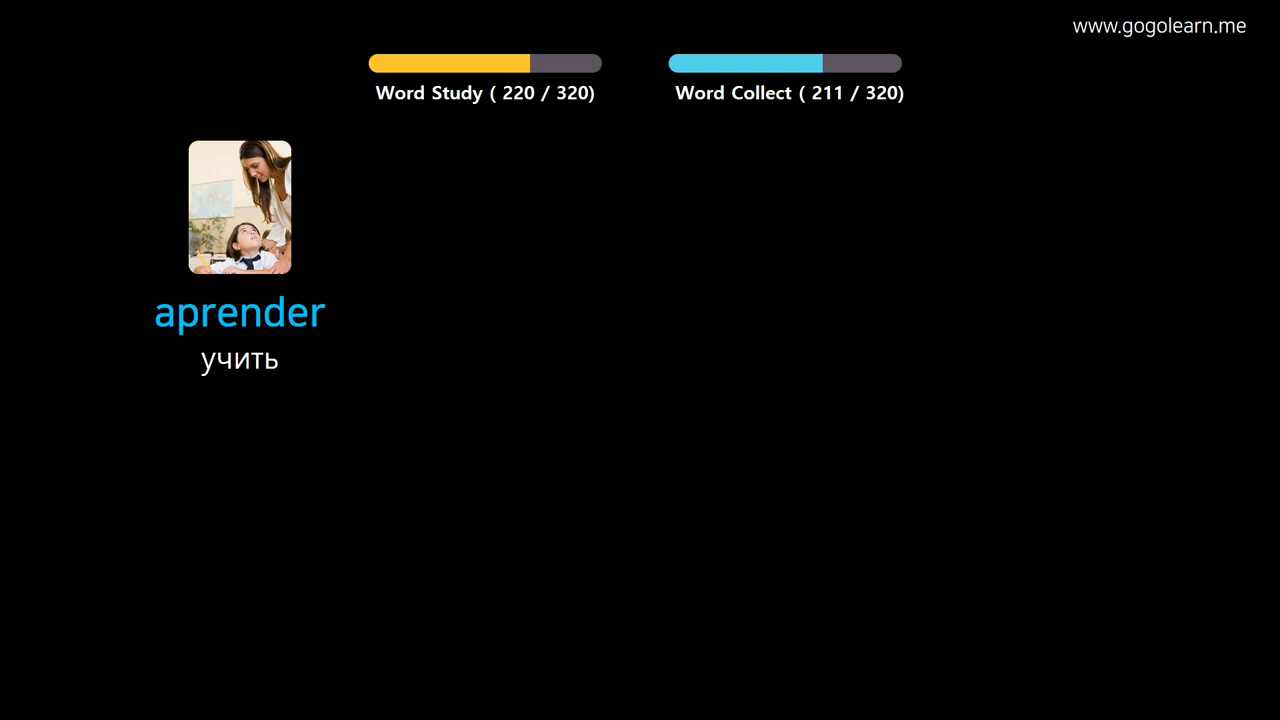 www.gogolearn.me
Word Study ( 220 / 320)
Word Collect ( 211 / 320)
aprender
учить